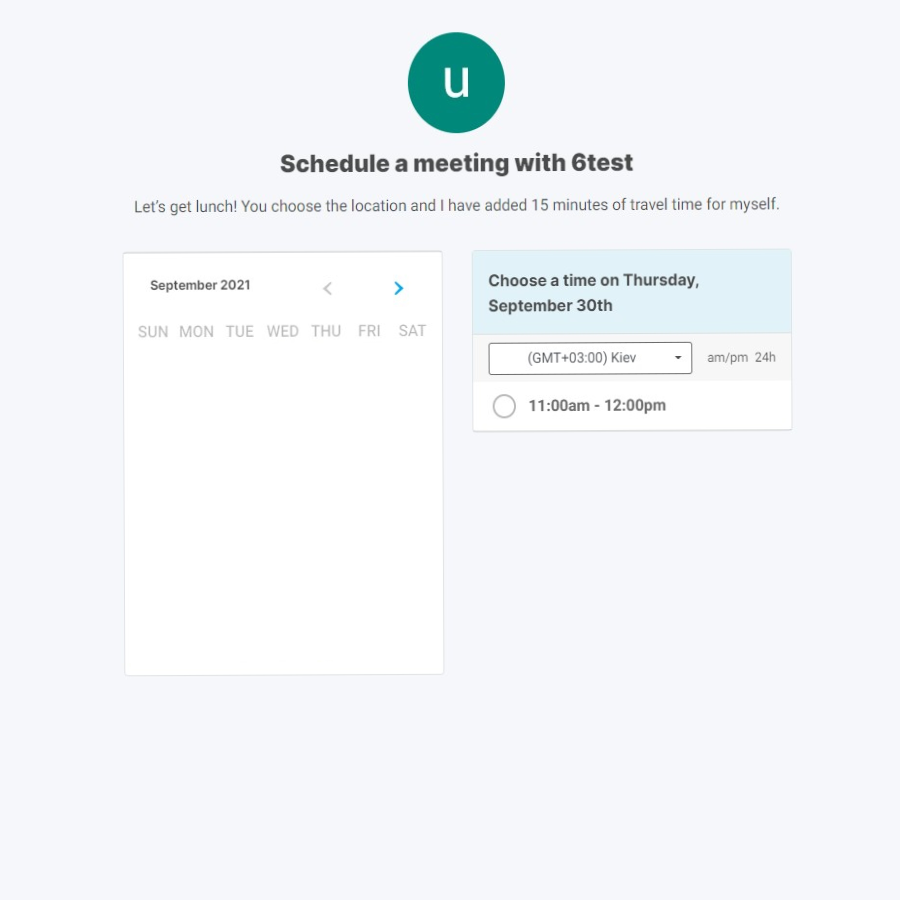 u
Schedule a meeting with 6test
Let's get lunch! You choose the location and I have added 15 minutes of travel time for myself.
September 2021
SUN MON TUE WED THU FRI SAT
Choose a time on Thursday,
September 30th
(GMT+03:00) Kiev
am/pm 24h
11:00am - 12:00pm